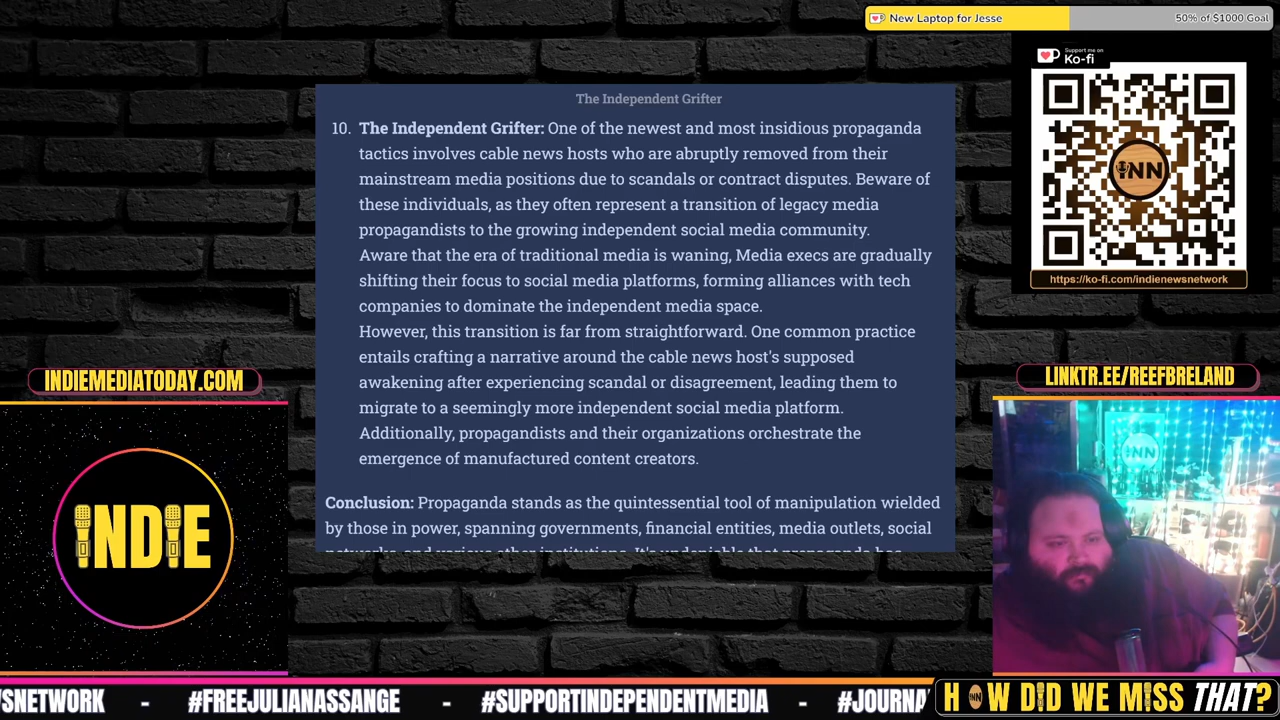 New Laptop for Jesse
50% of $1000 Goal
Support me on
Ko-fi
INN
https://ko-fi.com/indienewsnetwork
The Independent Grifter
10. The Independent Grifter: One of the newest and most insidious propaganda
tactics involves cable news hosts who are abruptly removed from their
mainstream media positions due to scandals or contract disputes. Beware of
these individuals, as they often represent a transition of legacy media
propagandists to the growing independent social media community.
Aware that the era of traditional media is waning, Media execs are gradually
shifting their focus to social media platforms, forming alliances with tech
companies to dominate the independent media space.
However, this transition is far from straightforward. One common practice
entails crafting a narrative around the cable news host's supposed
awakening after experiencing scandal or disagreement, leading them to
migrate to a seemingly more independent social media platform.
Additionally, propagandists and their organizations orchestrate the
emergence of manufactured content creators.
Conclusion: Propaganda stands as the quintessential tool of manipulation wielded
by those in power, spanning governments, financial entities, media outlets, social
INDIEMEDIATODAY.COM
INDIE
LINKTR.EE/REEFBRELAND
INN
SNETWORK - #FREEJULIANASSANGE - #SUPPORTINDEPENDENTMEDIA - #JOURNA
HOW DID WE MISS THAT?